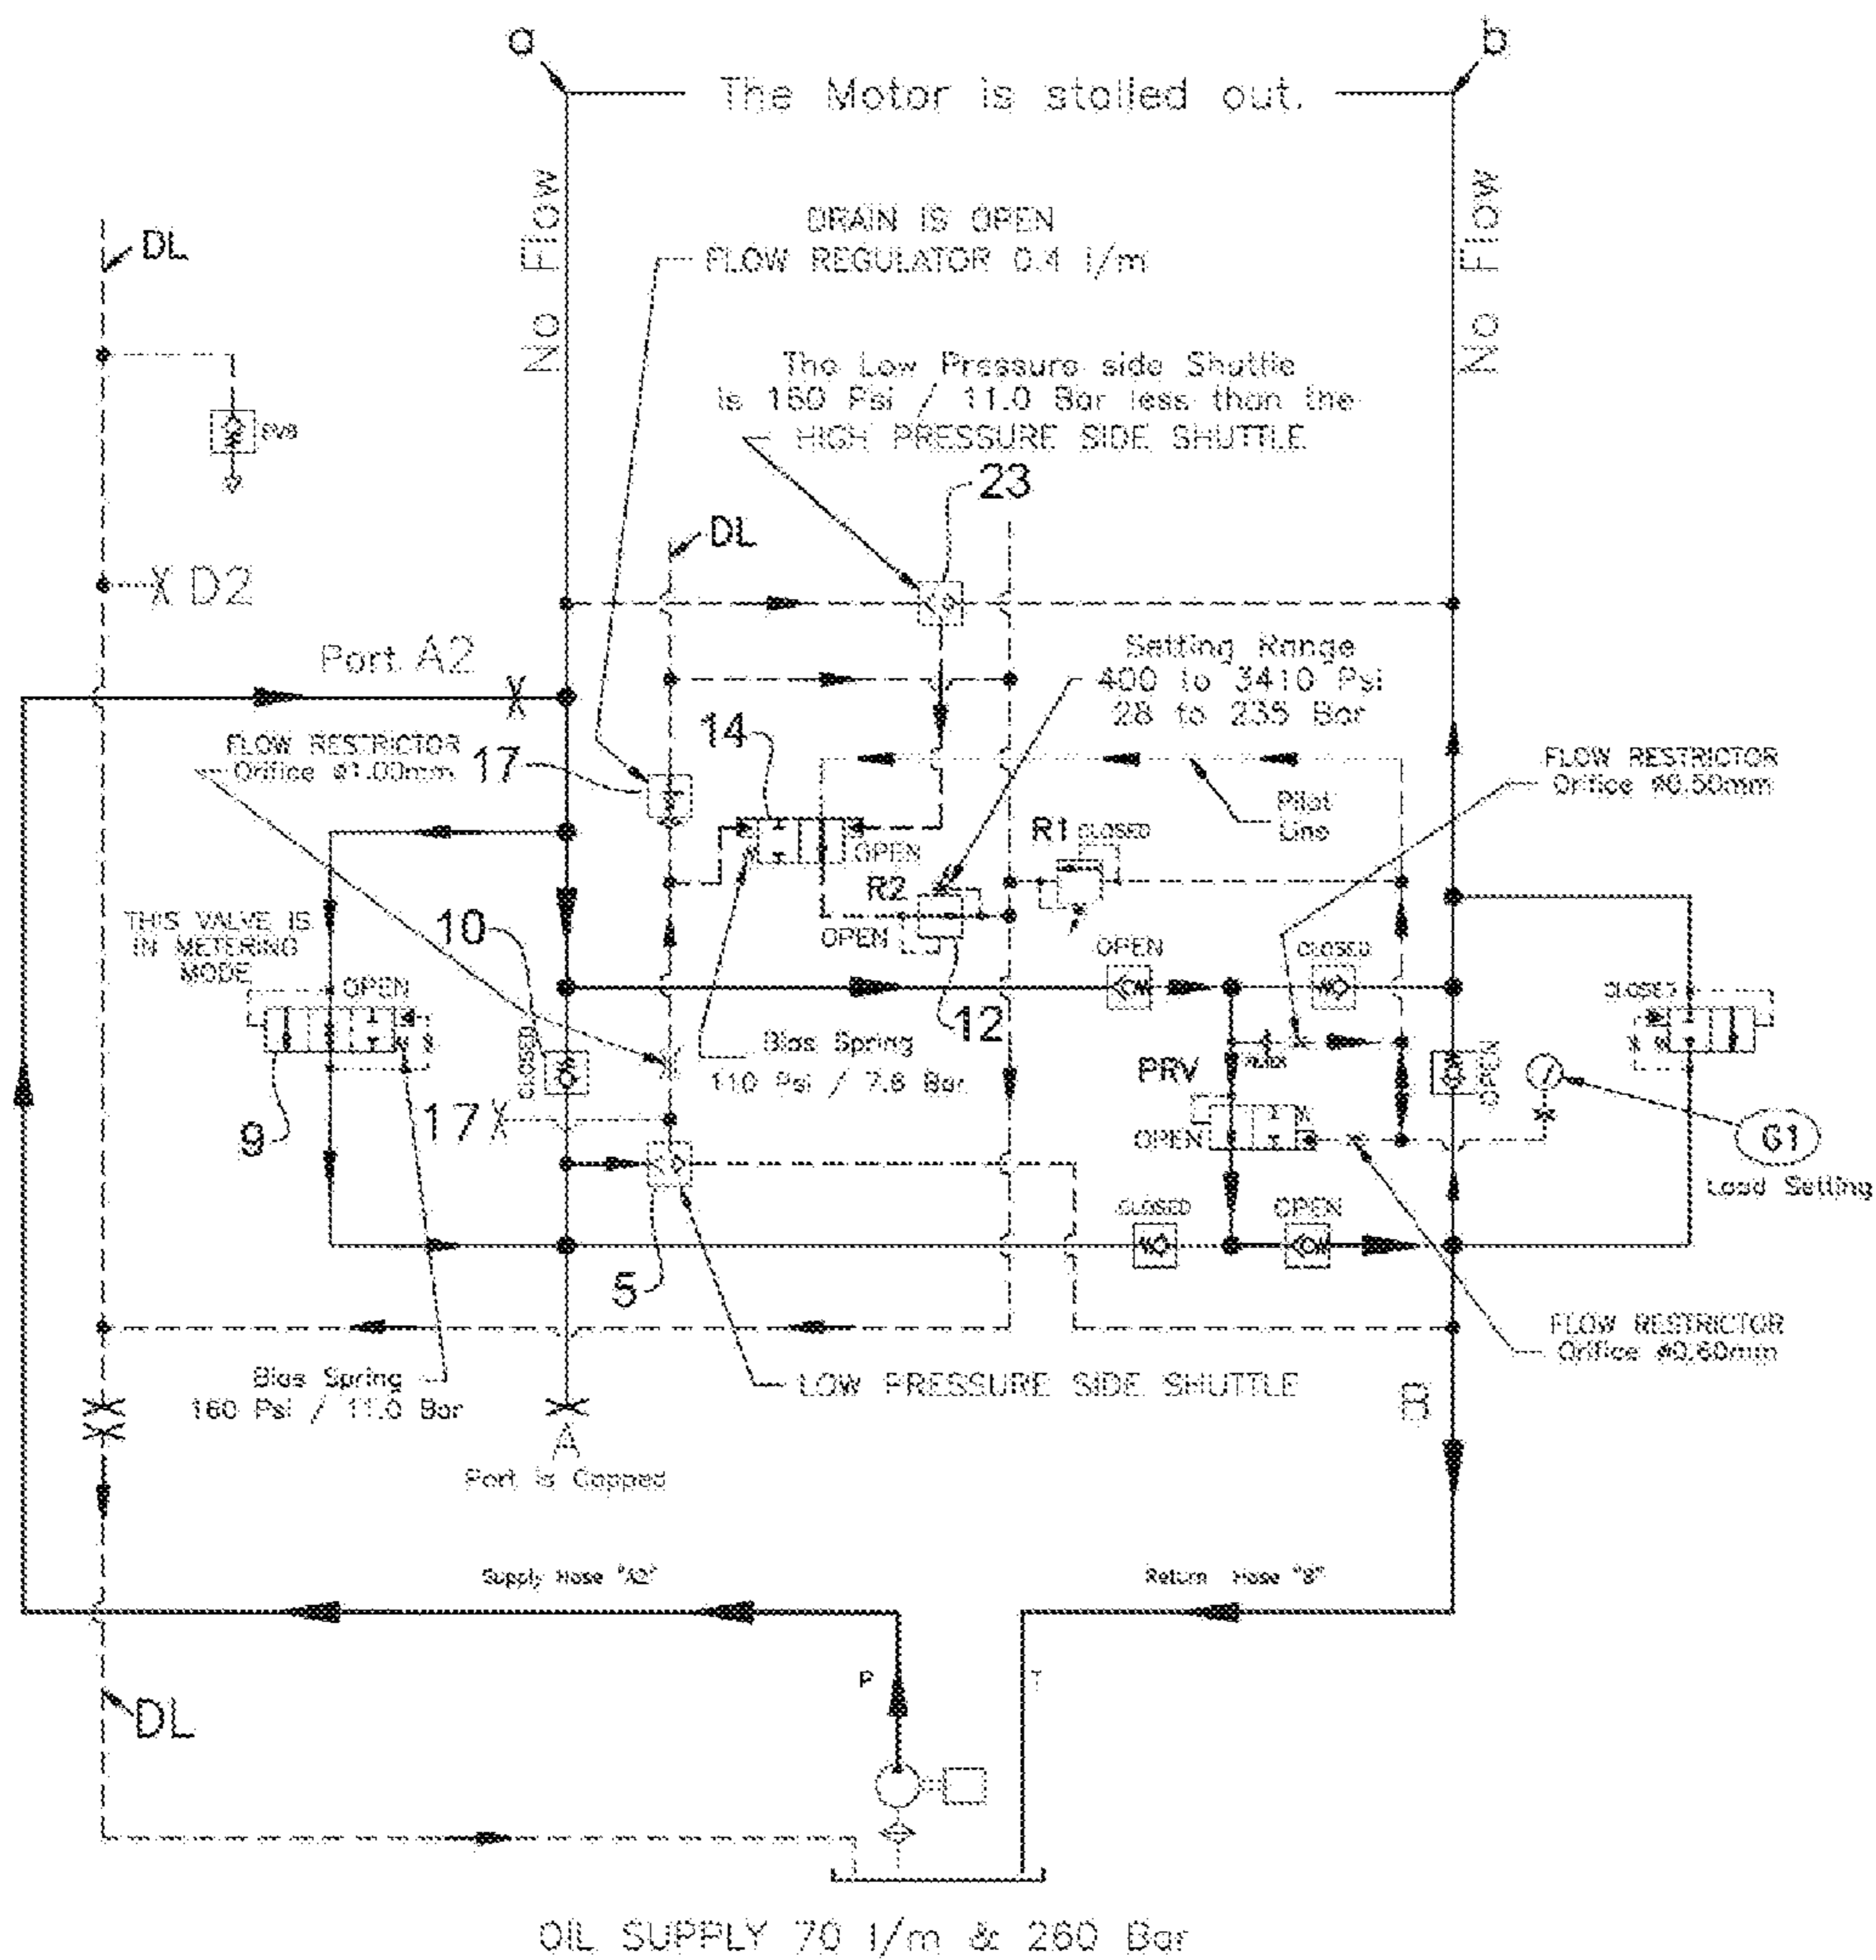 a
b
The Motor is stalled out.
No Flow
No Flow
DL
DRAIN IS OPEN
FLOW REGULATOR 0.4 l/m
The Low Pressure side Shuttle
is 160 Psi / 11.0 Bar less than the
HIGH PRESSURE SIDE SHUTTLE
23
DL
D2
Port A2
Setting Range
400 to 3410 Psi
28 to 235 Bar
14
FLOW RESTRICTOR
Orifice ø1.00mm
17
FLOW RESTRICTOR
Orifice ø0.50mm
Pilot
Line
R1
CLOSED
OPEN
R2
OPEN
THIS VALVE IS
IN METERING
MODE
10
OPEN
CLOSED
OPEN
CLOSED
12
CLOSED
Bias Spring
110 Psi / 7.6 Bar
PRV
OPEN
9
17
OPEN
G1
Load Setting
CLOSED
OPEN
5
FLOW RESTRICTOR
Orifice ø0.60mm
LOW PRESSURE SIDE SHUTTLE
Bias Spring
160 Psi / 11.0 Bar
A
Port is Capped
B
Supply Hose "A2"
Return Hose "B"
P
T
DL
OIL SUPPLY 70 l/m & 260 Bar